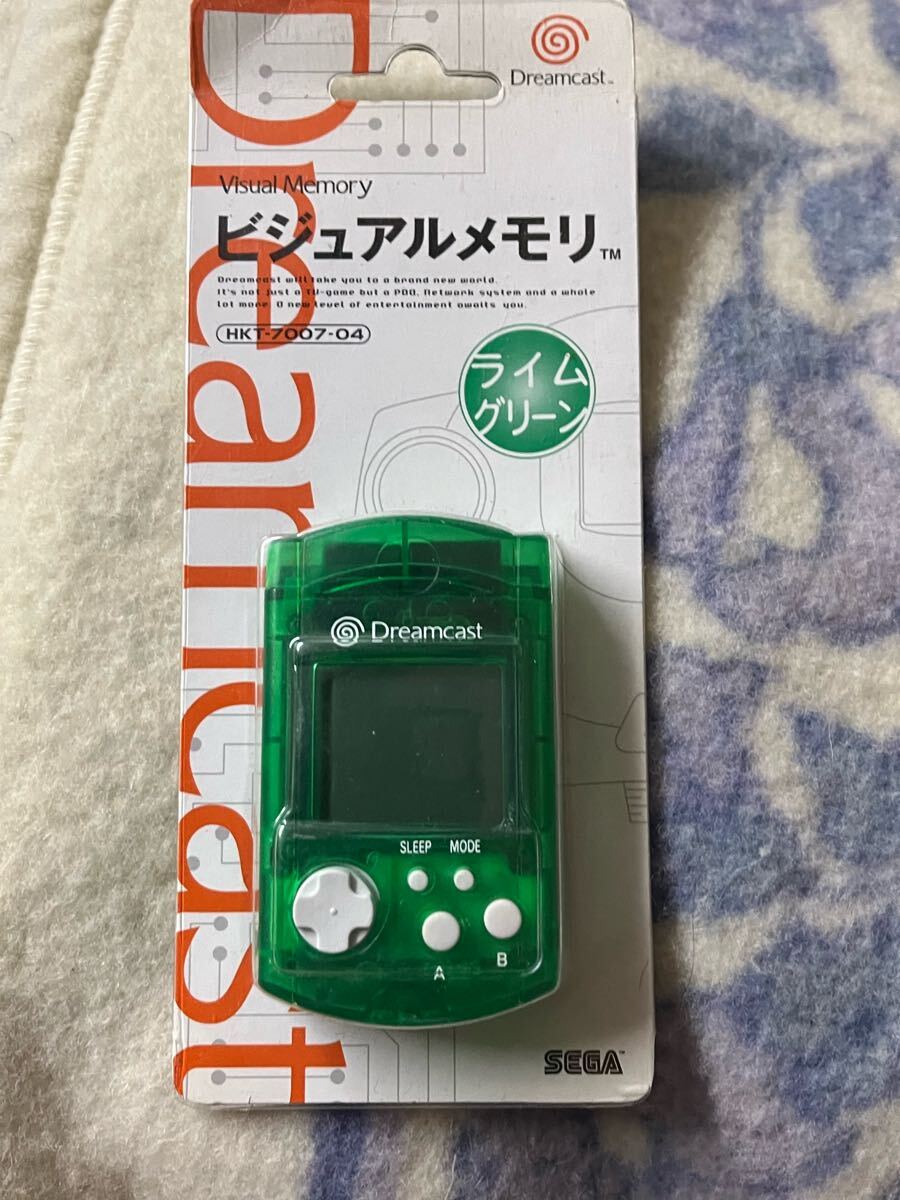 Dreamcast
Dreamcast™
Visual Memory
ビジュアルメモリ™
Dreamcast will take you to a brand new world.
It's not just a TV-game but a PDA, Network system and a whole
lot more. A new level of entertainment awaits you.
HKT-7007-04
ライム
グリーン
Dreamcast
SLEEP MODE
A B
SEGA™